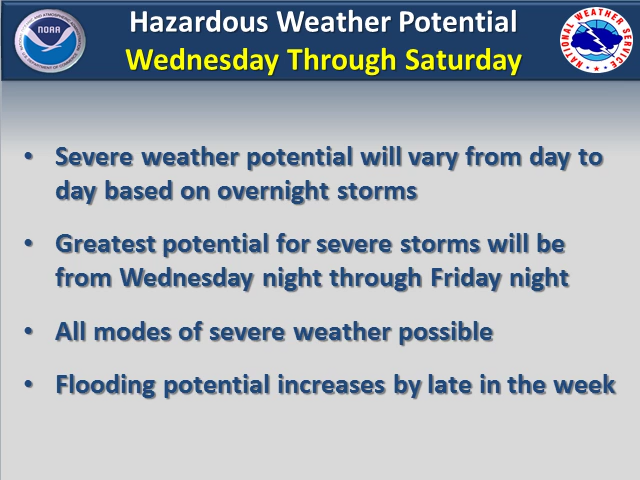 Hazardous Weather Potential
Wednesday Through Saturday
NOAA
NATIONAL WEATHER SERVICE
• Severe weather potential will vary from day to
day based on overnight storms
• Greatest potential for severe storms will be
from Wednesday night through Friday night
• All modes of severe weather possible
• Flooding potential increases by late in the week